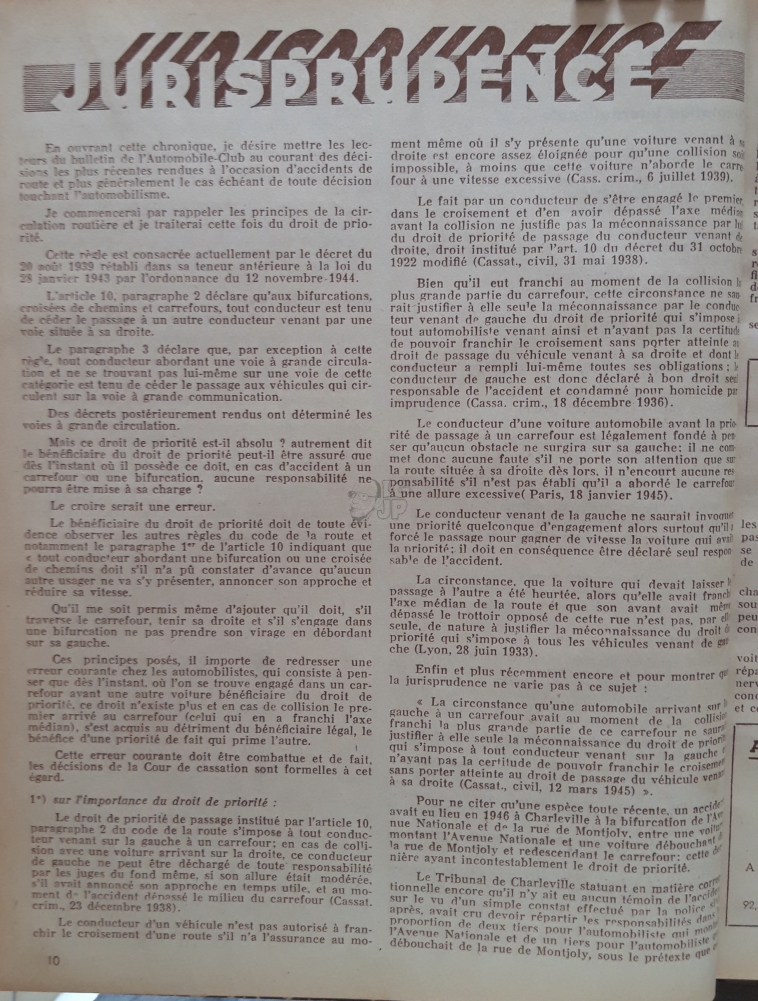 JURISPRUDENCE
En ouvrant cette chronique, je désire mettre les lec-
teurs du bulletin de l'Automobile-Club au courant des déci-
sions les plus récentes rendues à l'occasion d'accidents de
route et plus généralement le cas échéant de toute décision
touchant l'automobilisme.
Je commencerai par rappeler les principes de la cir-
culation routière et je traiterai cette fois du droit de prio-
rité.
Cette règle est consacrée actuellement par le décret du
20 août 1939 rétabli dans sa teneur antérieure à la loi du
28 janvier 1943 par l'ordonnance du 12 novembre 1944.
L'article 10, paragraphe 2 déclare qu'aux bifurcations,
croisées de chemins et carrefours, tout conducteur est tenu
de céder le passage à un autre conducteur venant par une
voie située à sa droite.
Le paragraphe 3 déclare que, par exception à cette
règle, tout conducteur abordant une voie à grande circula-
tion et ne se trouvant pas lui-même sur une voie de cette
catégorie est tenu de céder le passage aux véhicules qui cir-
culent sur la voie à grande communication.
Des décrets postérieurement rendus ont déterminé les
voies à grande circulation.
Mais ce droit de priorité est-il absolu ? autrement dit
le bénéficiaire du droit de priorité peut-il être assuré que
dès l'instant où il possède ce doit, en cas d'accident à un
carrefour ou une bifurcation, aucune responsabilité ne
pourra être mise à sa charge ?
Le croire serait une erreur.
Le bénéficiaire du droit de priorité doit de toute évi-
dence observer les autres règles du code de la route et
notamment le paragraphe 1er de l'article 10 indiquant que
« tout conducteur abordant une bifurcation ou une croisée
de chemins doit s'il n'a pû constater d'avance qu'aucun
autre usager ne va s'y présenter, annoncer son approche et
réduire sa vitesse.
Qu'il me soit permis même d'ajouter qu'il doit, s'il
traverse le carrefour, tenir sa droite et s'il s'engage dans
une bifurcation ne pas prendre son virage en débordant
sur sa gauche.
Ces principes posés, il importe de redresser une
erreur courante chez les automobilistes, qui consiste à pen-
ser que dès l'instant, où l'on se trouve engagé dans un car-
refour avant une autre voiture bénéficiaire du droit de
priorité, ce droit n'existe plus et en cas de collision le pre-
mier arrivé au carrefour (celui qui en a franchi l'axe
médian), s'est acquis au détriment du bénéficiaire légal, le
bénéfice d'une priorité de fait qui prime l'autre.
Cette erreur courante doit être combattue et de fait,
les décisions de la Cour de cassation sont formelles à cet
égard.
1°) sur l'importance du droit de priorité :
Le droit de priorité de passage institué par l'article 10,
paragraphe 2 du code de la route s'impose à tout conduc-
teur venant sur la gauche à un carrefour; en cas de colli-
sion avec une voiture arrivant sur la droite, ce conducteur
de gauche ne peut être déchargé de toute responsabilité
par les juges du fond même, si son allure était modérée,
s'il avait annoncé son approche en temps utile, et au mo-
ment de l'accident dépassé le milieu du carrefour (Cassat.
crim., 23 décembre 1938).
Le conducteur d'un véhicule n'est pas autorisé à fran-
chir le croisement d'une route s'il n'a l'assurance au mo-
10
ment même où il s'y présente qu'une voiture venant à
droite est encore assez éloignée pour qu'une collision soit
impossible, à moins que cette voiture n'aborde le carre
four à une vitesse excessive (Cass. crim., 6 juillet 1939).
Le fait par un conducteur de s'être engagé le premier
dans le croisement et d'en avoir dépassé l'axe médian
avant la collision ne justifie pas la méconnaissance par lui
du droit de priorité de passage du conducteur venant de
droite, droit institué par l'art. 10 du décret du 31 octobre
1922 modifié (Cassat., civil, 31 mai 1938).
Bien qu'il eut franchi au moment de la collision la
plus grande partie du carrefour, cette circonstance ne sau
rait justifier à elle seule la méconnaissance par le conduc-
teur venant de gauche du droit de priorité qui s'impose
tout automobiliste venant ainsi et n'ayant pas la certitude
de pouvoir franchir le croisement sans porter atteinte au
droit de passage du véhicule venant à sa droite et dont le
conducteur a rempli lui-même toutes ses obligations ; le
conducteur de gauche est donc déclaré à bon droit seul
responsable de l'accident et condamné pour homicide par
imprudence (Cassa. crim., 18 décembre 1936).
Le conducteur d'une voiture automobile ayant la prio-
rité de passage à un carrefour est légalement fondé à pen-
ser qu'aucun obstacle ne surgira sur sa gauche; il ne com-
met donc aucune faute s'il ne porte son attention que sur
la route située à sa droite dès lors, il n'encourt aucune res-
ponsabilité s'il n'est pas établi qu'il a abordé le carrefour
à une allure excessive( Paris, 18 janvier 1945).
Le conducteur venant de la gauche ne saurait invoquer
une priorité quelconque d'engagement alors surtout qu'il a
forcé le passage pour gagner de vitesse la voiture qui avait
la priorité; il doit en conséquence être déclaré seul respon
sable de l'accident.
La circonstance, que la voiture qui devait laisser le
passage à l'autre a été heurtée, alors qu'elle avait franchi
l'axe médian de la route et que son avant avait même
dépassé le trottoir opposé de cette rue n'est pas, par elle
seule, de nature à justifier la méconnaissance du droit de
priorité qui s'impose à tous les véhicules venant de gau
che (Lyon, 28 juin 1933).
Enfin et plus récemment encore et pour montrer que
la jurisprudence ne varie pas à ce sujet :
« La circonstance qu'une automobile arrivant sur la
gauche à un carrefour avait au moment de la collision
franchi la plus grande partie de ce carrefour ne saurait
justifier à elle seule la méconnaissance du droit de priorité
qui s'impose à tout conducteur venant sur la gauche
n'ayant pas la certitude de pouvoir franchir le croisement
sans porter atteinte au droit de passage du véhicule venant
à sa droite (Cassat., civil, 12 mars 1945) ».
Pour ne citer qu'une espèce toute récente, un accident
avait eu lieu en 1946 à Charleville à la bifurcation de l'Ave
nue Nationale et de la rue de Montjoly, entre une voiture
montant l'Avenue Nationale et une voiture débouchant de
la rue de Montjoly et redescendant le carrefour; cette der
nière ayant incontestablement le droit de priorité.
Le Tribunal de Charleville statuant en matière correc
tionnelle encore qu'il n'y ait eu aucun témoin de l'accident
sur le vu d'un simple constat effectué par la police
après, avait cru devoir répartir les responsabilités dans
proportion de deux tiers pour l'automobiliste qui
l'Avenue Nationale et de un tiers pour l'automobiliste
débouchait de la rue de Montjoly, sous le prétexte que